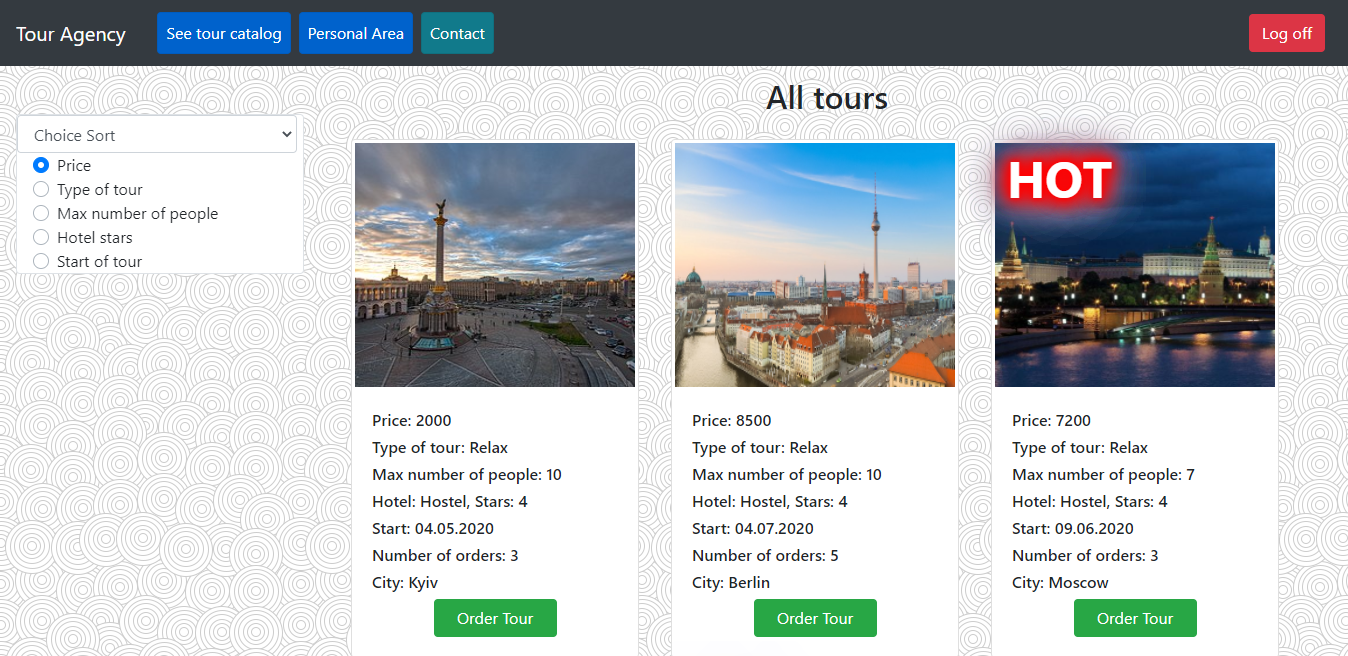 Tour Agency
See tour catalog
Personal Area
Contact
Log off
All tours
Choice Sort
Price
Type of tour
Max number of people
Hotel stars
Start of tour
Price: 2000
Type of tour: Relax
Max number of people: 10
Hotel: Hostel, Stars: 4
Start: 04.05.2020
Number of orders: 3
City: Kyiv
Order Tour
Price: 8500
Type of tour: Relax
Max number of people: 10
Hotel: Hostel, Stars: 4
Start: 04.07.2020
Number of orders: 5
City: Berlin
Order Tour
HOT
Price: 7200
Type of tour: Relax
Max number of people: 7
Hotel: Hostel, Stars: 4
Start: 09.06.2020
Number of orders: 3
City: Moscow
Order Tour